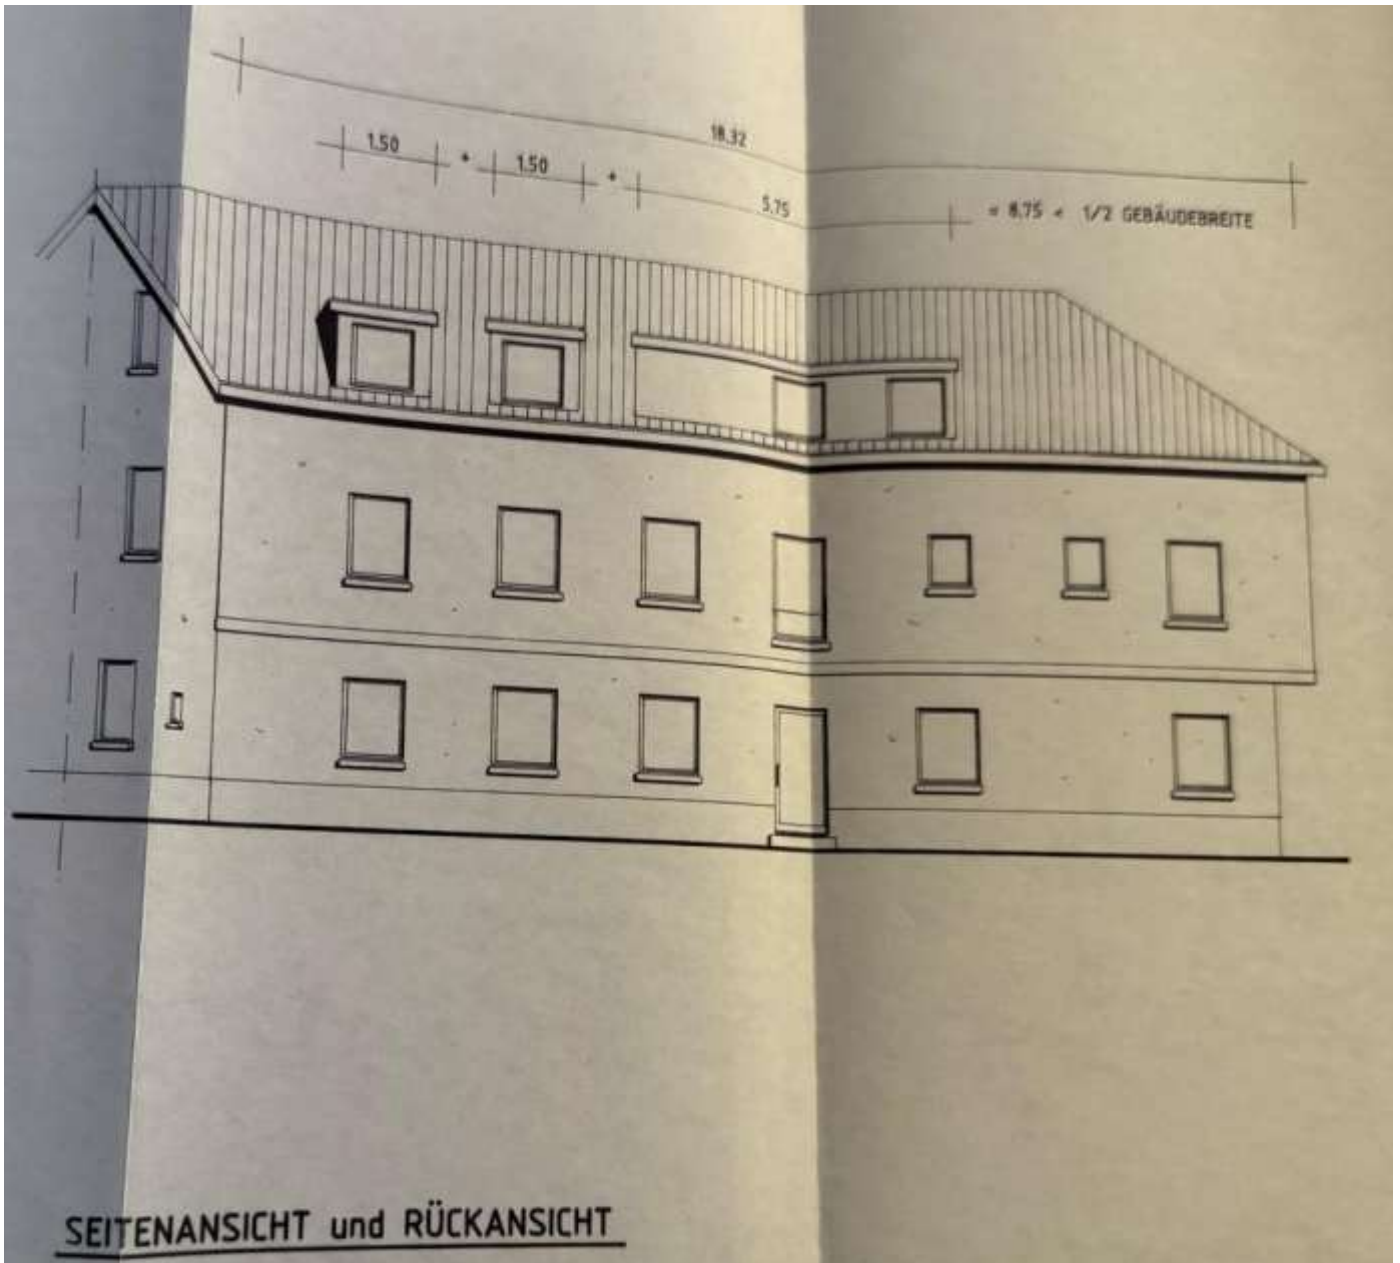 18.32
1.50 + 1.50 + 5.75 = 8.75 < 1/2 GEBÄUDEBREITE
SEITENANSICHT und RÜCKANSICHT